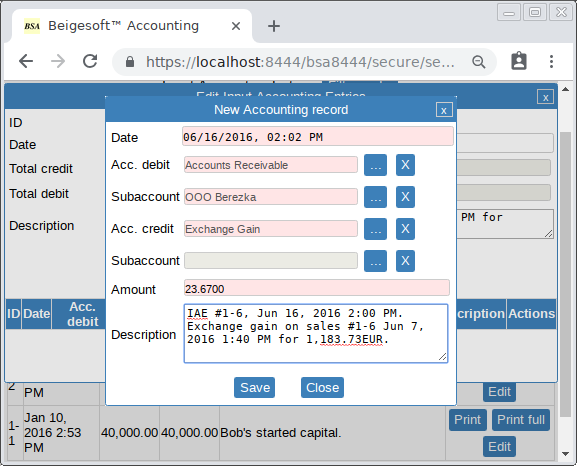 BSA Beigesoft™ Accounting
https://localhost:8444/bsa8444/secure/se...
Edit Input Accounting Entries
x
New Accounting record
x
ID
Date
Total credit
Total debit
Description
PM for
Date 06/16/2016, 02:02 PM
Acc. debit Accounts Receivable ... X
Subaccount OOO Berezka ... X
Acc. credit Exchange Gain ... X
Subaccount ... X
Amount 23.6700
Description
IAE #1-6, Jun 16, 2016 2:00 PM.
Exchange gain on sales #1-6 Jun 7,
2016 1:40 PM for 1,183.73EUR.
Save Close
ID Date Acc. debit
cription Actions
2 PM Edit
1-1
Jan 10, 2016 2:53 PM
40,000.00 40,000.00 Bob's started capital.
Print Print full
Edit